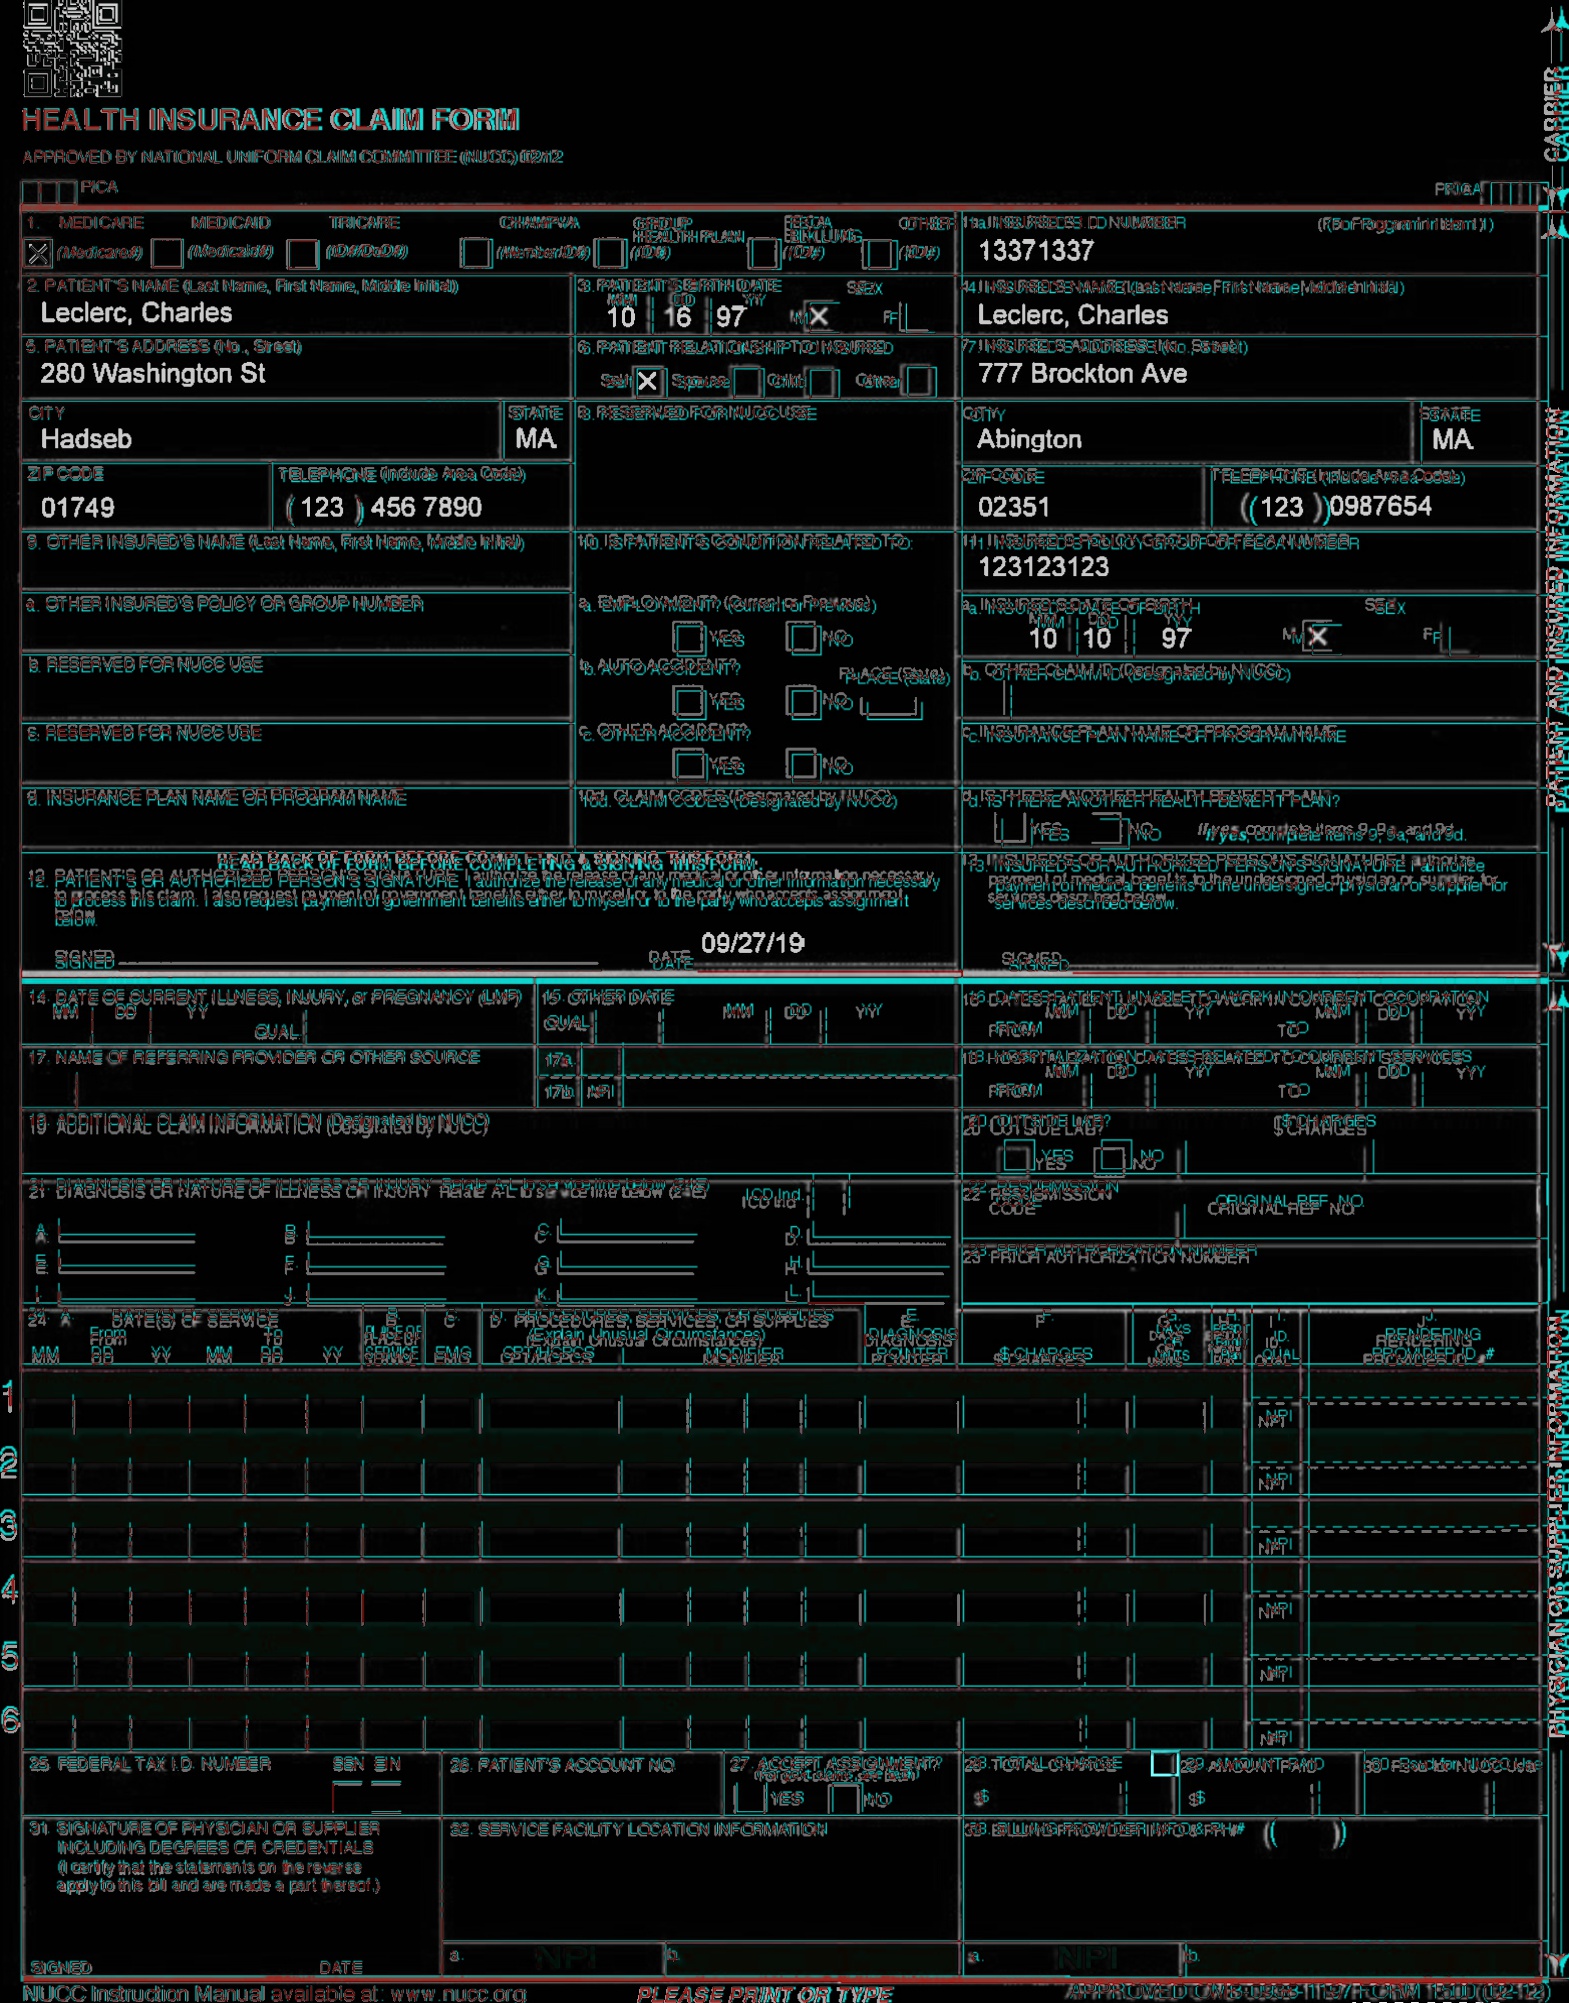 HEALTH INSURANCE CLAIM FORM
APPROVED BY NATIONAL UNIFORM CLAIM COMMITTEE (NUCC) 02/12
PICA
PICA
CARRIER
1. MEDICARE MEDICAID TRICARE CHAMPVA GROUP HEALTH PLAN FECA BLK LUNG OTHER
(Medicare#) (Medicaid#) (ID#/DoD#) (Member ID#) (ID#) (ID#) (ID#)
1a. INSURED'S I.D. NUMBER (For Program in Item 1)
13371337
2. PATIENT'S NAME (Last Name, First Name, Middle Initial)
Leclerc, Charles
3. PATIENT'S BIRTH DATE SEX
MM DD YY
10 16 97 M X F
4. INSURED'S NAME (Last Name, First Name, Middle Initial)
Leclerc, Charles
5. PATIENT'S ADDRESS (No., Street)
280 Washington St
6. PATIENT RELATIONSHIP TO INSURED
Self X Spouse Child Other
7. INSURED'S ADDRESS (No., Street)
777 Brockton Ave
CITY STATE
Hadseb MA
8. RESERVED FOR NUCC USE
CITY STATE
Abington MA
ZIP CODE TELEPHONE (Include Area Code)
01749 (123) 456 7890
ZIP CODE TELEPHONE (Include Area Code)
02351 (123) 0987654
9. OTHER INSURED'S NAME (Last Name, First Name, Middle Initial)
10. IS PATIENT'S CONDITION RELATED TO:
11. INSURED'S POLICY GROUP OR FECA NUMBER
123123123
a. OTHER INSURED'S POLICY OR GROUP NUMBER
a. EMPLOYMENT? (Current or Previous)
YES NO
a. INSURED'S DATE OF BIRTH SEX
MM DD YY
10 10 97 M X F
b. RESERVED FOR NUCC USE
b. AUTO ACCIDENT? PLACE (State)
YES NO
b. OTHER CLAIM ID (Designated by NUCC)
c. RESERVED FOR NUCC USE
c. OTHER ACCIDENT?
YES NO
c. INSURANCE PLAN NAME OR PROGRAM NAME
d. INSURANCE PLAN NAME OR PROGRAM NAME
10d. CLAIM CODES (Designated by NUCC)
d. IS THERE ANOTHER HEALTH BENEFIT PLAN?
YES NO If yes, complete items 9, 9a, and 9d.
READ BACK OF FORM BEFORE COMPLETING & SIGNING THIS FORM.
12. PATIENT'S OR AUTHORIZED PERSON'S SIGNATURE I authorize the release of any medical or other information necessary
to process this claim. I also request payment of government benefits either to myself or to the party who accepts assignment
below.
SIGNED DATE 09/27/19
13. INSURED'S OR AUTHORIZED PERSON'S SIGNATURE I authorize
payment of medical benefits to the undersigned physician or supplier for
services described below.
SIGNED
PATIENT AND INSURED INFORMATION
14. DATE OF CURRENT ILLNESS, INJURY, or PREGNANCY (LMP)
MM DD YY QUAL.
15. OTHER DATE
QUAL. MM DD YY
16. DATES PATIENT UNABLE TO WORK IN CURRENT OCCUPATION
MM DD YY MM DD YY
FROM TO
17. NAME OF REFERRING PROVIDER OR OTHER SOURCE
17a.
17b. NPI
18. HOSPITALIZATION DATES RELATED TO CURRENT SERVICES
MM DD YY MM DD YY
FROM TO
19. ADDITIONAL CLAIM INFORMATION (Designated by NUCC)
20. OUTSIDE LAB? $ CHARGES
YES NO
21. DIAGNOSIS OR NATURE OF ILLNESS OR INJURY Relate A-L to service line below (24E) ICD Ind.
A. B. C. D.
E. F. G. H.
I. J. K. L.
22. RESUBMISSION
CODE ORIGINAL REF. NO.
23. PRIOR AUTHORIZATION NUMBER
24. A. DATE(S) OF SERVICE B. C. D. PROCEDURES, SERVICES, OR SUPPLIES E. F. G. H. I. J.
From To PLACE OF (Explain Unusual Circumstances) DIAGNOSIS DAYS OR ID. RENDERING
MM DD YY MM DD YY SERVICE EMG CPT/HCPCS MODIFIER POINTER $ CHARGES UNITS QUAL. PROVIDER ID. #
1 NPI
2 NPI
3 NPI
4 NPI
5 NPI
6 NPI
PHYSICIAN OR SUPPLIER INFORMATION
25. FEDERAL TAX I.D. NUMBER SSN EIN
26. PATIENT'S ACCOUNT NO.
27. ACCEPT ASSIGNMENT?
YES NO
28. TOTAL CHARGE
$
29. AMOUNT PAID
$
30. Rsvd for NUCC Use
31. SIGNATURE OF PHYSICIAN OR SUPPLIER
INCLUDING DEGREES OR CREDENTIALS
(I certify that the statements on the reverse
apply to this bill and are made a part thereof.)
SIGNED DATE
32. SERVICE FACILITY LOCATION INFORMATION
a. NPI b.
33. BILLING PROVIDER INFO & PH# ( )
a. NPI b.
NUCC Instruction Manual available at: www.nucc.org
PLEASE PRINT OR TYPE
APPROVED OMB-0938-1197 FORM 1500 (02-12)